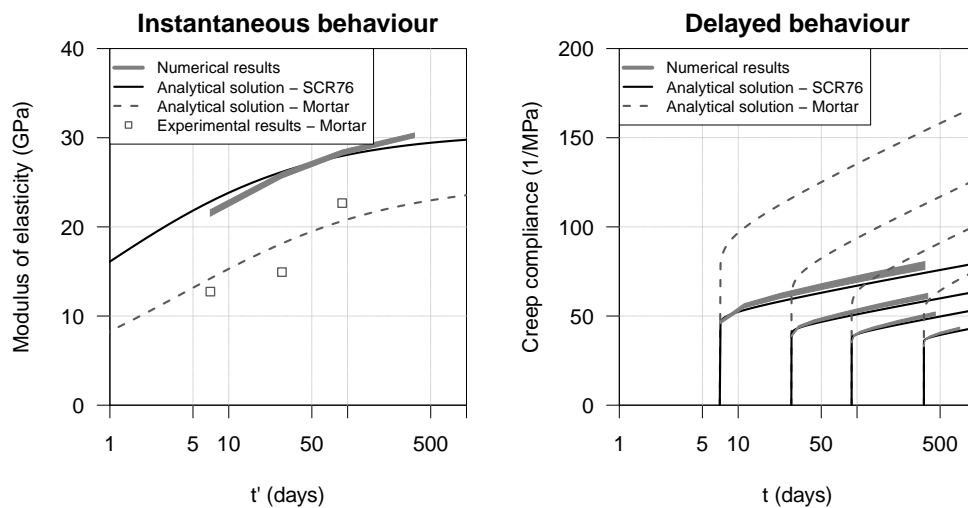 Instantaneous behaviour
Modulus of elasticity (GPa)
40
30
20
10
0
Numerical results
Analytical solution − SCR76
Analytical solution − Mortar
Experimental results − Mortar
1 5 10 50 500
t' (days)
Delayed behaviour
Creep compliance (1/MPa)
200
150
100
50
0
Numerical results
Analytical solution − SCR76
Analytical solution − Mortar
1 5 10 50 500
t (days)